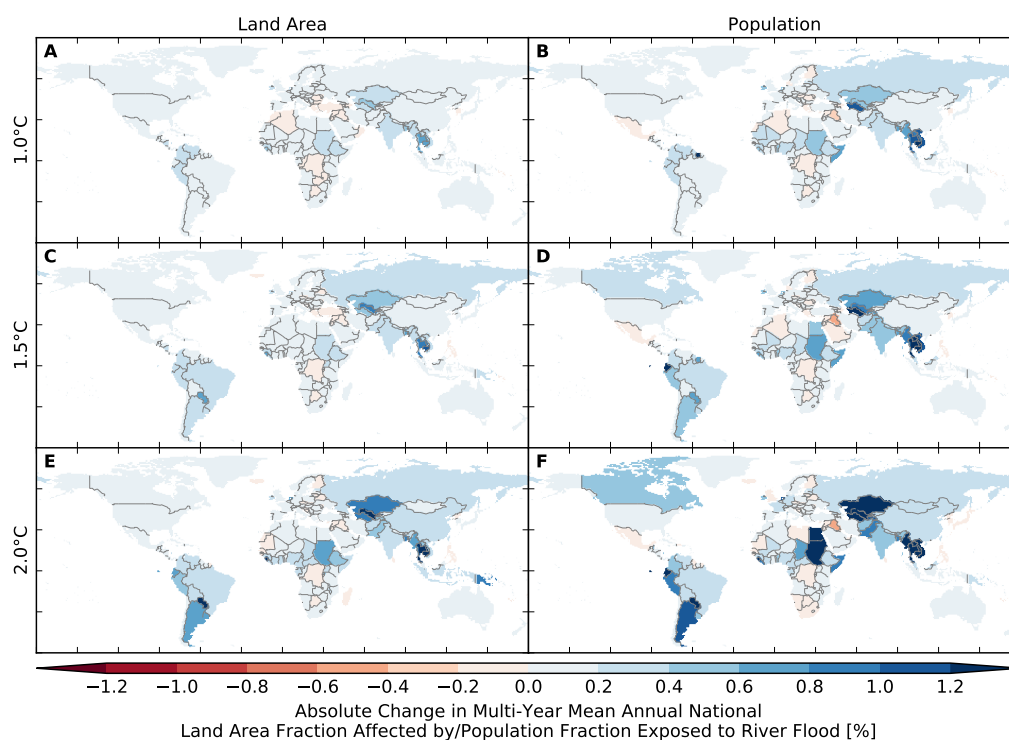 Land Area
Population
A
B
1.0°C
C
D
1.5°C
E
F
2.0°C
−1.2 −1.0 −0.8 −0.6 −0.4 −0.2 0.0 0.2 0.4 0.6 0.8 1.0 1.2
Absolute Change in Multi-Year Mean Annual National
Land Area Fraction Affected by/Population Fraction Exposed to River Flood [%]